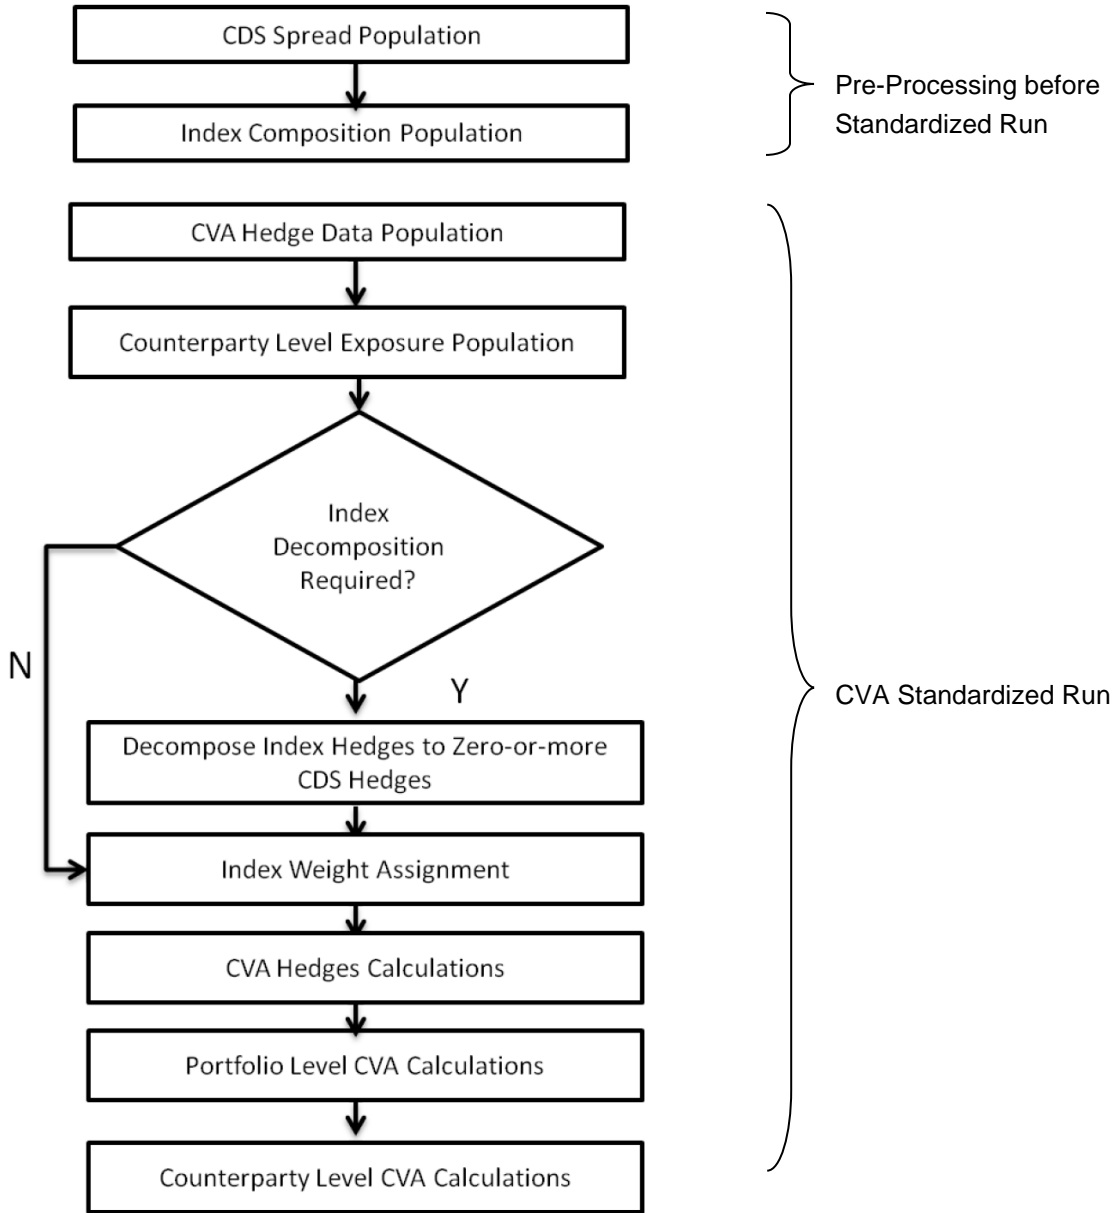 CDS Spread Population
Index Composition Population
Pre-Processing before
Standardized Run
CVA Hedge Data Population
Counterparty Level Exposure Population
Index
Decomposition
Required?
N
Y
CVA Standardized Run
Decompose Index Hedges to Zero-or-more
CDS Hedges
Index Weight Assignment
CVA Hedges Calculations
Portfolio Level CVA Calculations
Counterparty Level CVA Calculations